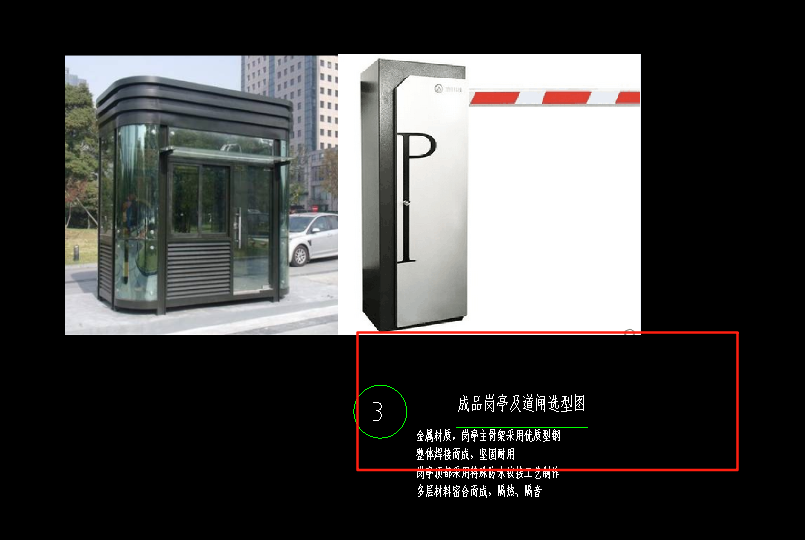 P
3
成品岗亭及道闸选型图
金属材质，岗亭主骨架采用优质型钢
整体焊接而成，坚固耐用
岗亭顶部采用特殊防水铰接工艺制作
多层材料密合而成，隔热、隔音